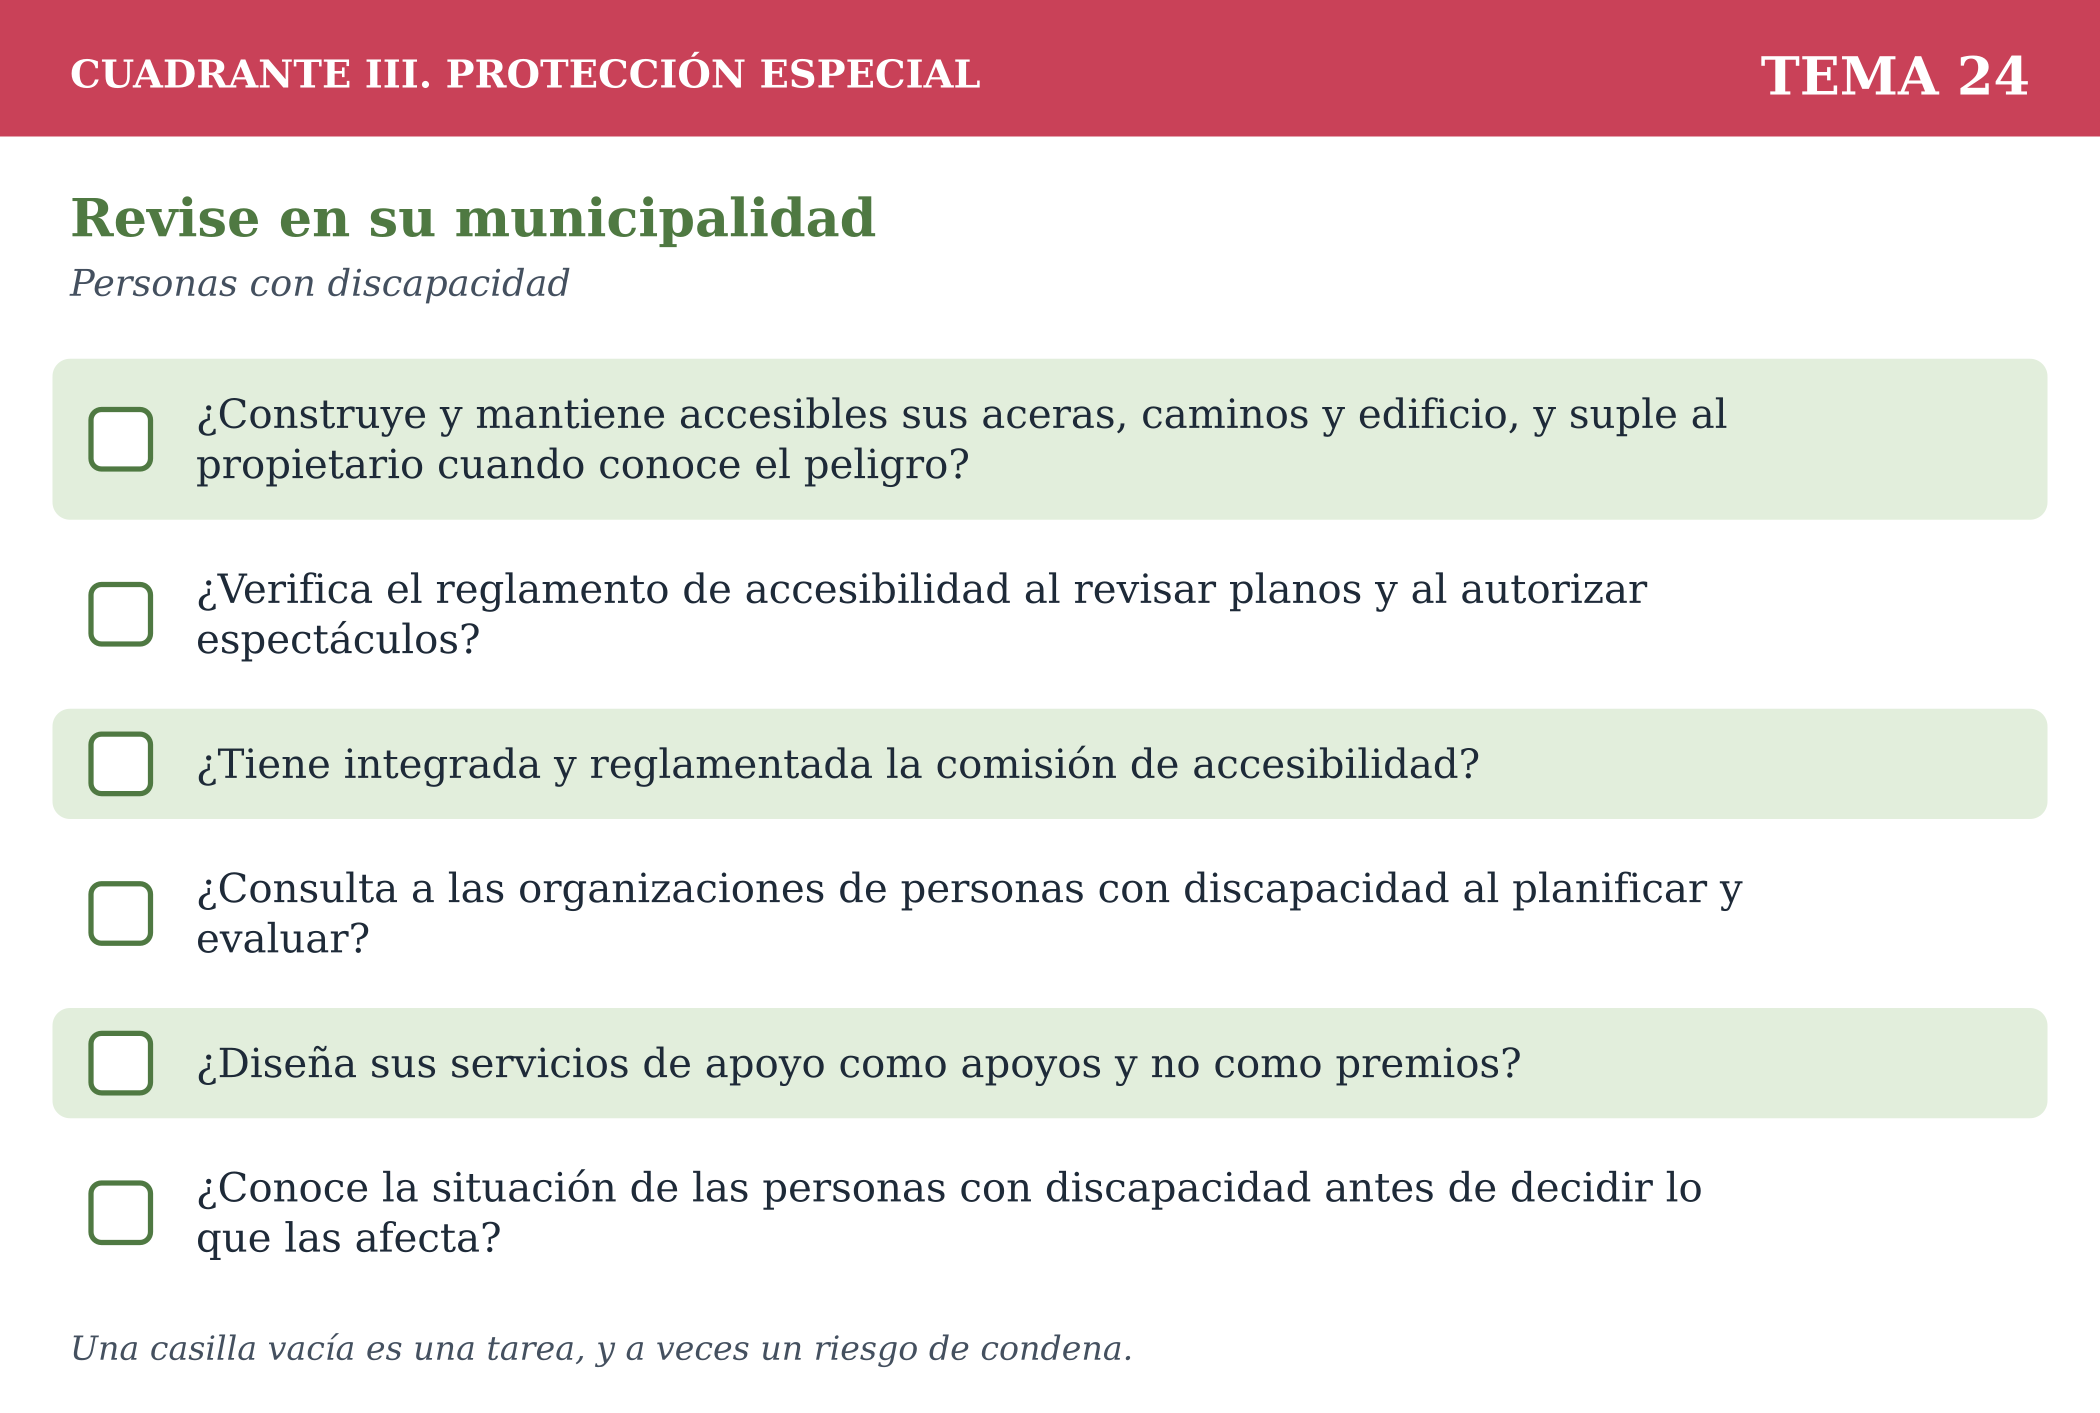 CUADRANTE III. PROTECCIÓN ESPECIAL
TEMA 24
Revise en su municipalidad
Personas con discapacidad
¿Construye y mantiene accesibles sus aceras, caminos y edificio, y suple al
propietario cuando conoce el peligro?
¿Verifica el reglamento de accesibilidad al revisar planos y al autorizar
espectáculos?
¿Tiene integrada y reglamentada la comisión de accesibilidad?
¿Consulta a las organizaciones de personas con discapacidad al planificar y
evaluar?
¿Diseña sus servicios de apoyo como apoyos y no como premios?
¿Conoce la situación de las personas con discapacidad antes de decidir lo
que las afecta?
Una casilla vacía es una tarea, y a veces un riesgo de condena.